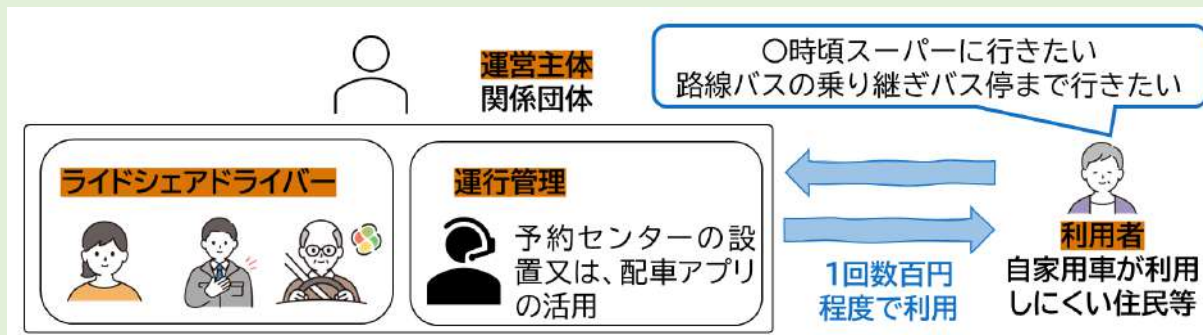 運営主体
関係団体
〇時頃スーパーに行きたい
路線バスの乗り継ぎバス停まで行きたい
ライドシェアドライバー
運行管理
予約センターの設
置又は、配車アプリ
の活用
1回数百円
程度で利用
利用者
自家用車が利用
しにくい住民等